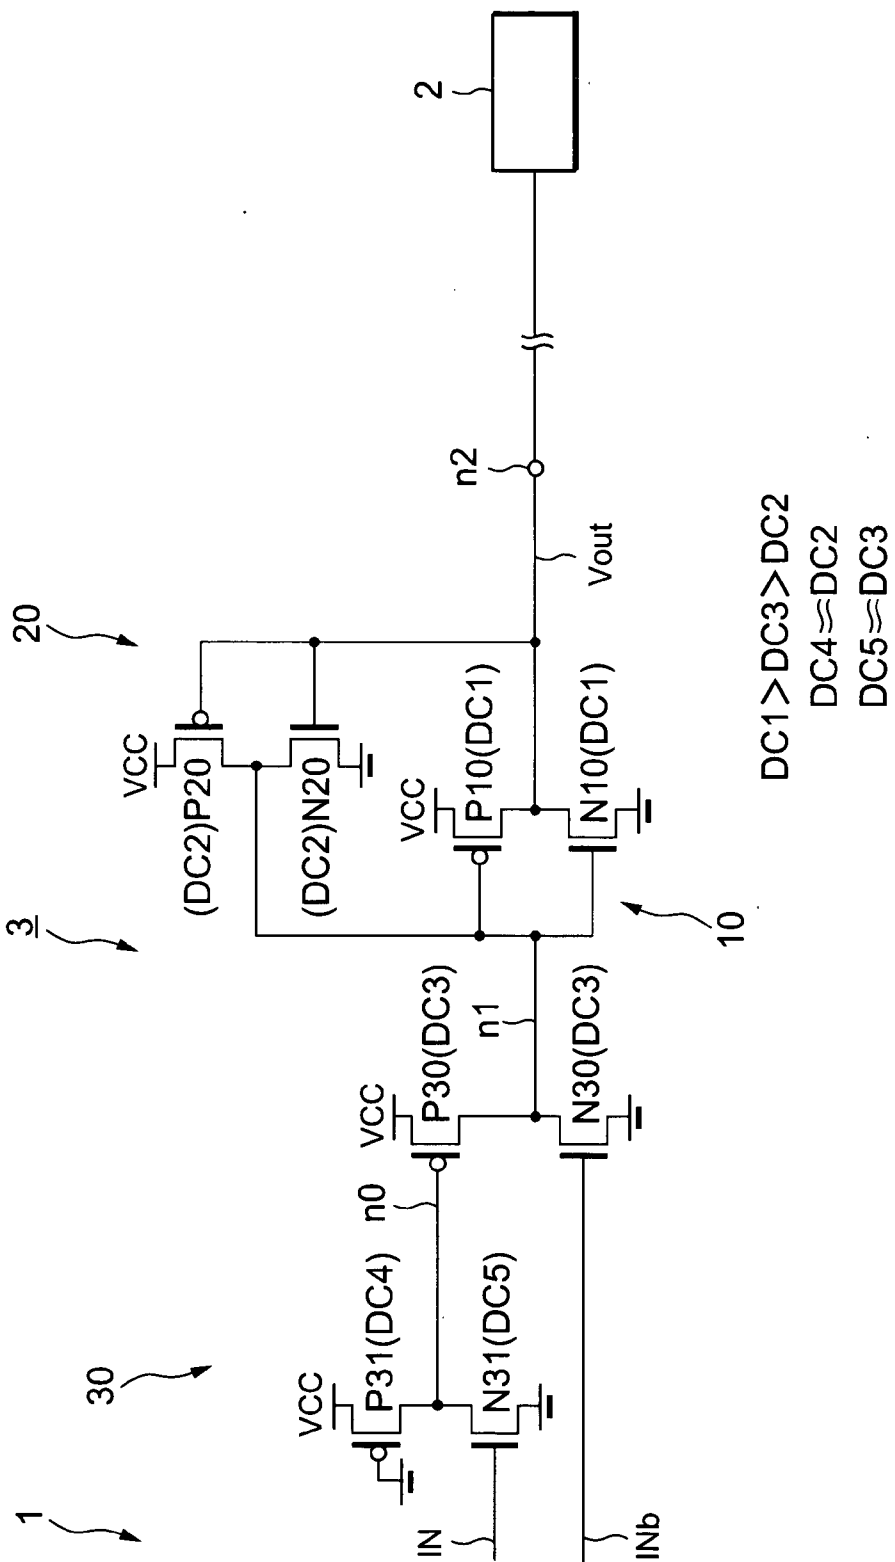 1
30
3
20
VCC
P31(DC4)
N31(DC5)
IN
INb
n0
VCC
P30(DC3)
N30(DC3)
n1
VCC
(DC2)P20
(DC2)N20
VCC
P10(DC1)
N10(DC1)
10
Vout
n2
2
DC1>DC3>DC2
DC4≈DC2
DC5≈DC3